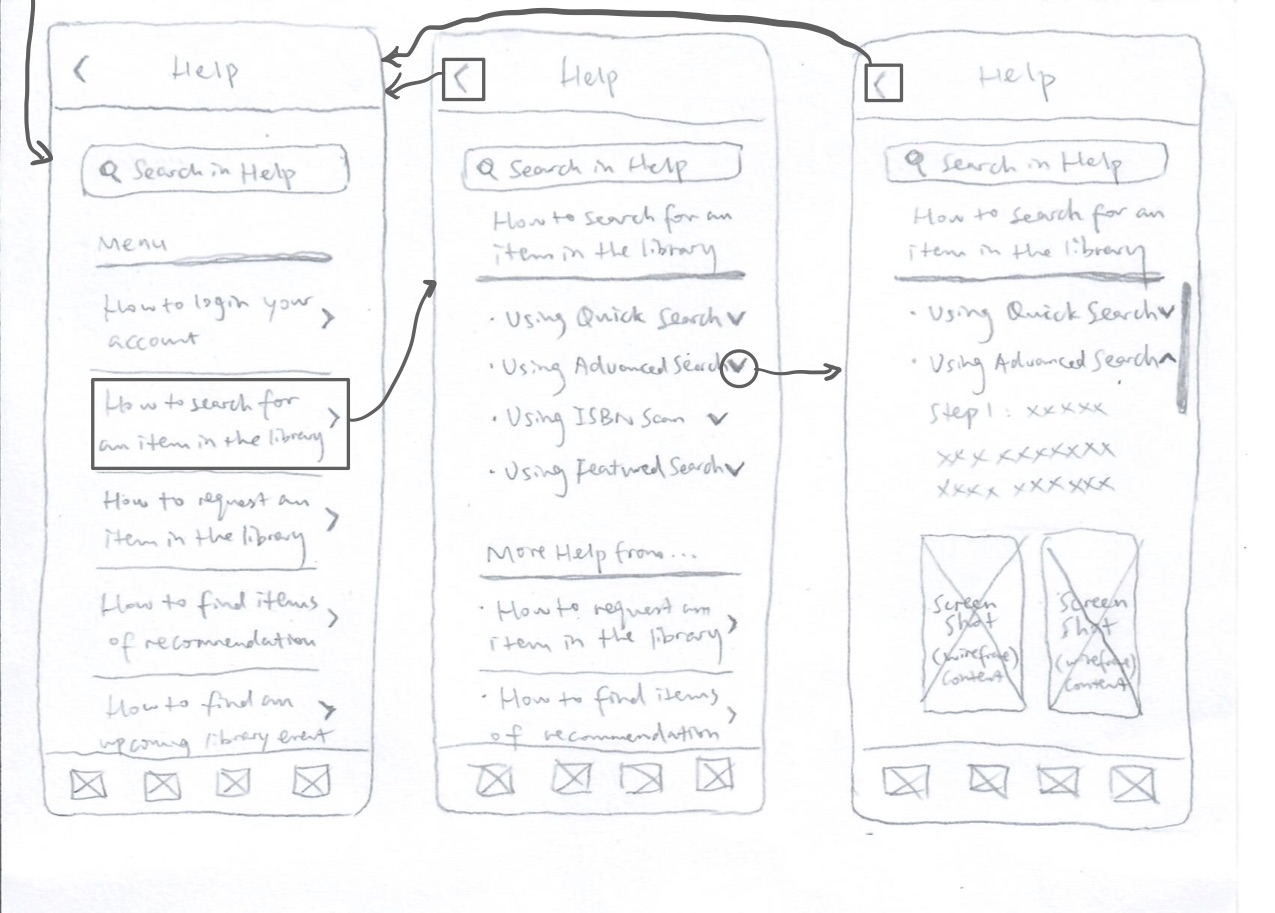 Help
Search in Help
Menu
How to login your
account
How to search for
an item in the library
How to request an
item in the library
How to find items
of recommendation
How to find an
upcoming library event
Help
Search in Help
How to search for an
item in the library
· Using Quick Search
· Using Advanced Search
· Using ISBN Scan
· Using Featured Search
More Help from...
· How to request an
item in the library
· How to find items
of recommendation
Help
Search in Help
How to search for an
item in the library
· Using Quick Search
· Using Advanced Search
Step 1: xxxxx
xxx xxxxxxxx
xxxx xxxxxx
Screen
Shot
(wireframe)
content
Screen
Shot
(wireframe)
content